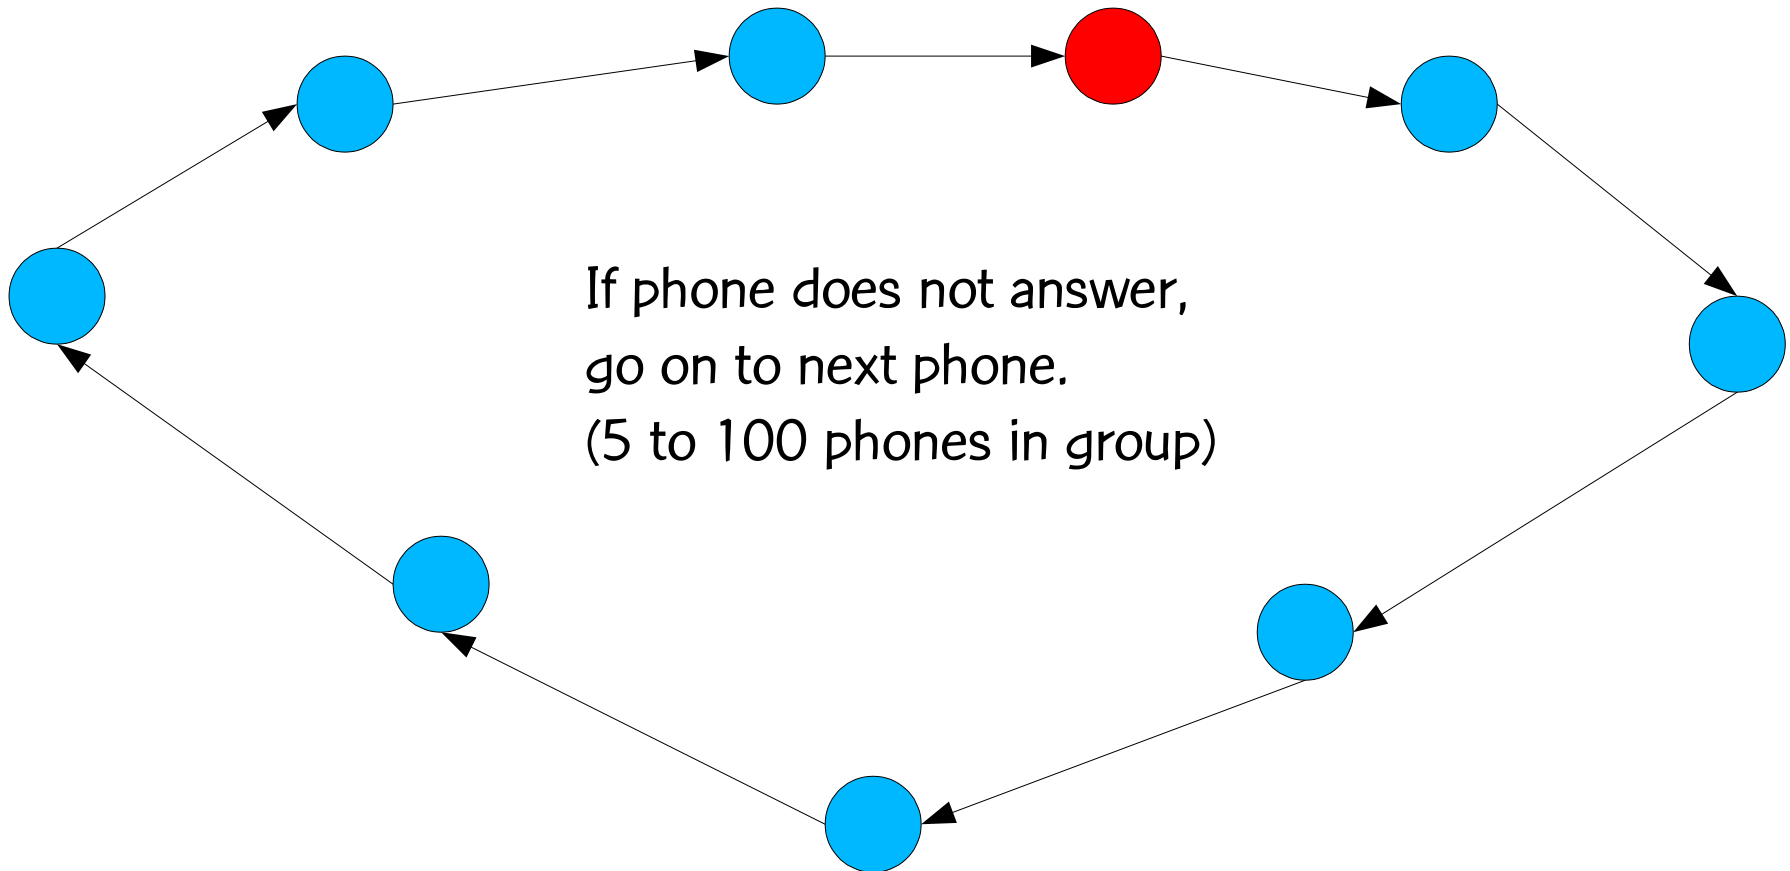 If phone does not answer,
go on to next phone.
(5 to 100 phones in group)